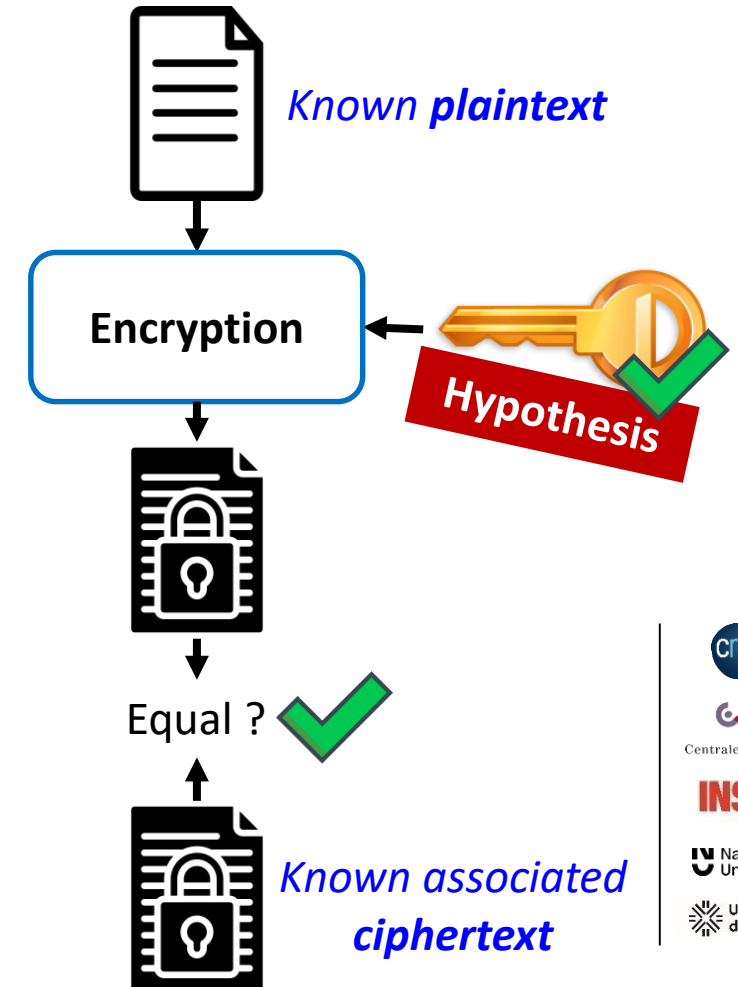 Known plaintext
Encryption
Hypothesis
Equal ?
Known associated
ciphertext